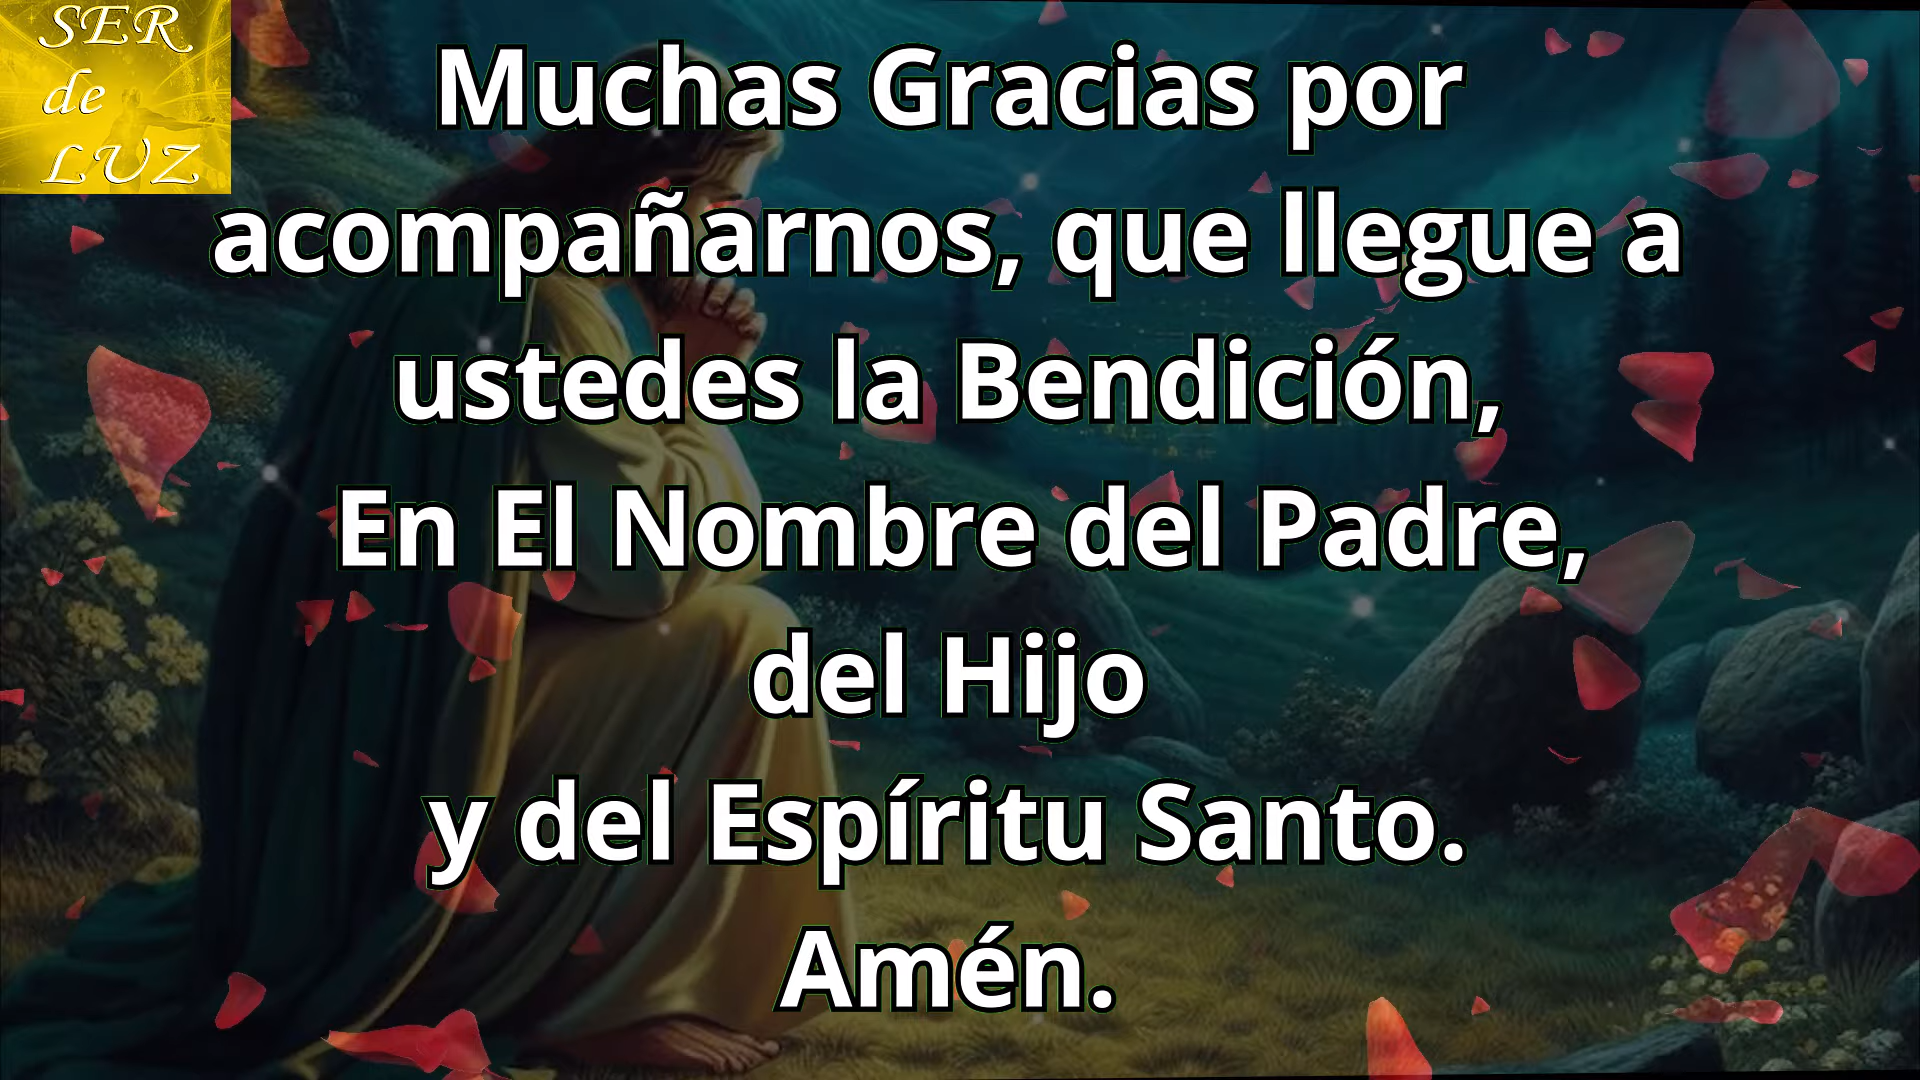 SER
de
LUZ
Muchas Gracias por
acompañarnos, que llegue a
ustedes la Bendición,
En El Nombre del Padre,
del Hijo
y del Espíritu Santo.
Amén.